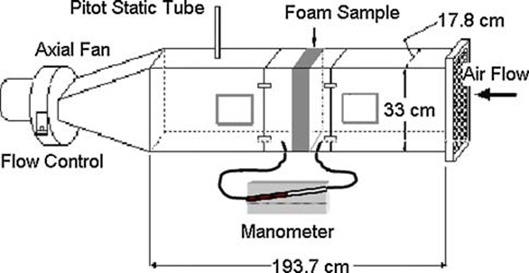 Pitot Static Tube
Foam Sample
17.8 cm
Axial Fan
Air Flow
33 cm
Flow Control
Manometer
193.7 cm